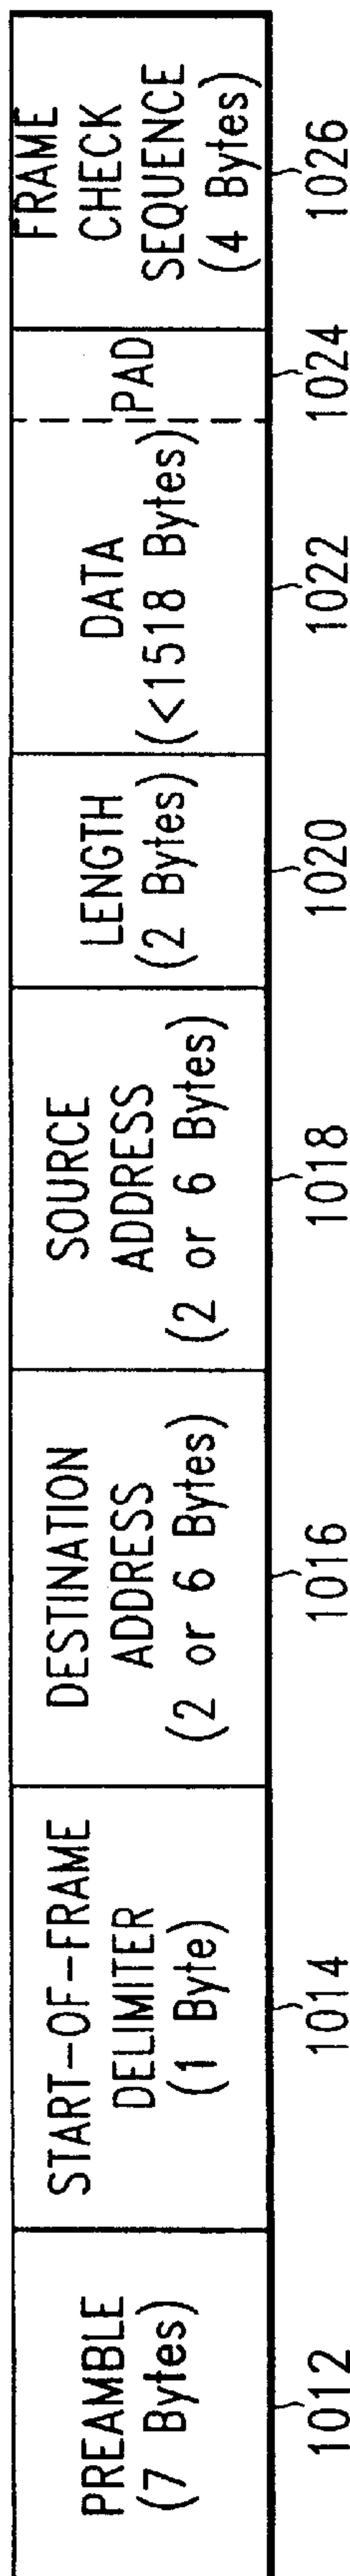 PREAMBLE
(7 Bytes)
1012
START-OF-FRAME
DELIMITER
(1 Byte)
1014
DESTINATION
ADDRESS
(2 or 6 Bytes)
1016
SOURCE
ADDRESS
(2 or 6 Bytes)
1018
LENGTH
(2 Bytes)
1020
DATA
(<1518 Bytes)
1022
PAD
1024
FRAME
CHECK
SEQUENCE
(4 Bytes)
1026